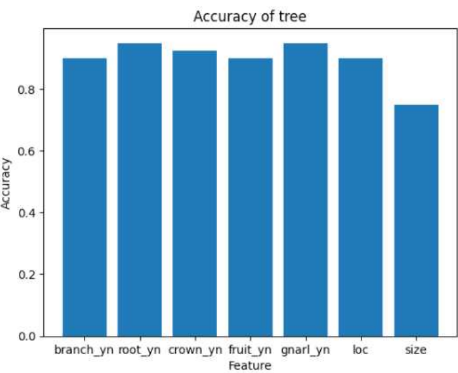 Accuracy of tree
Accuracy
0.8
0.6
0.4
0.2
0.0
branch_yn root_yn crown_yn fruit_yn gnarl_yn loc size
Feature